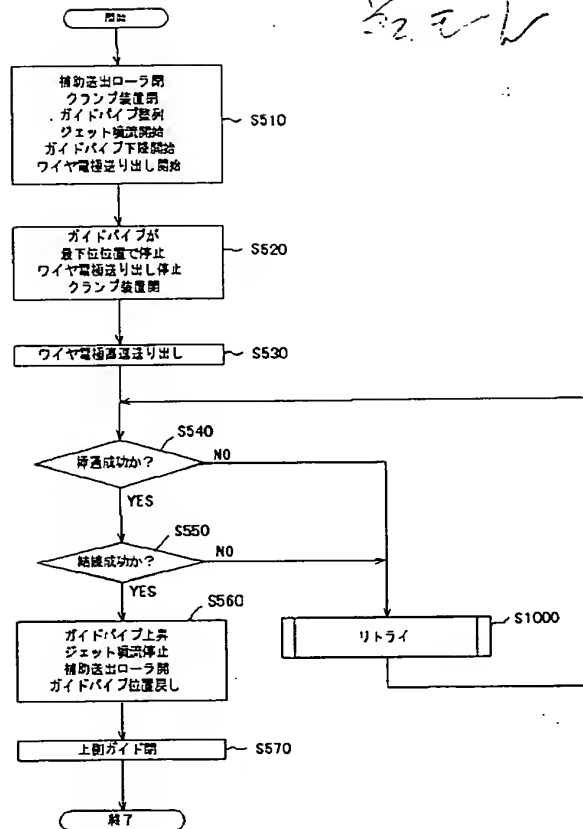 開始
補助送出ローラ閉
クランプ装置閉
ガイドパイプ整列
ジェット噴流開始
ガイドパイプ下降開始
ワイヤ電極送り出し開始
S510
ガイドパイプが
最下位位置で停止
ワイヤ電極送り出し停止
クランプ装置開
S520
ワイヤ電極高速送り出し
S530
S540
挿通成功か?
NO
YES
S550
結線成功か?
NO
YES
S560
ガイドパイプ上昇
ジェット噴流停止
補助送出ローラ開
ガイドパイプ位置戻し
リトライ
S1000
上側ガイド閉
S570
終了